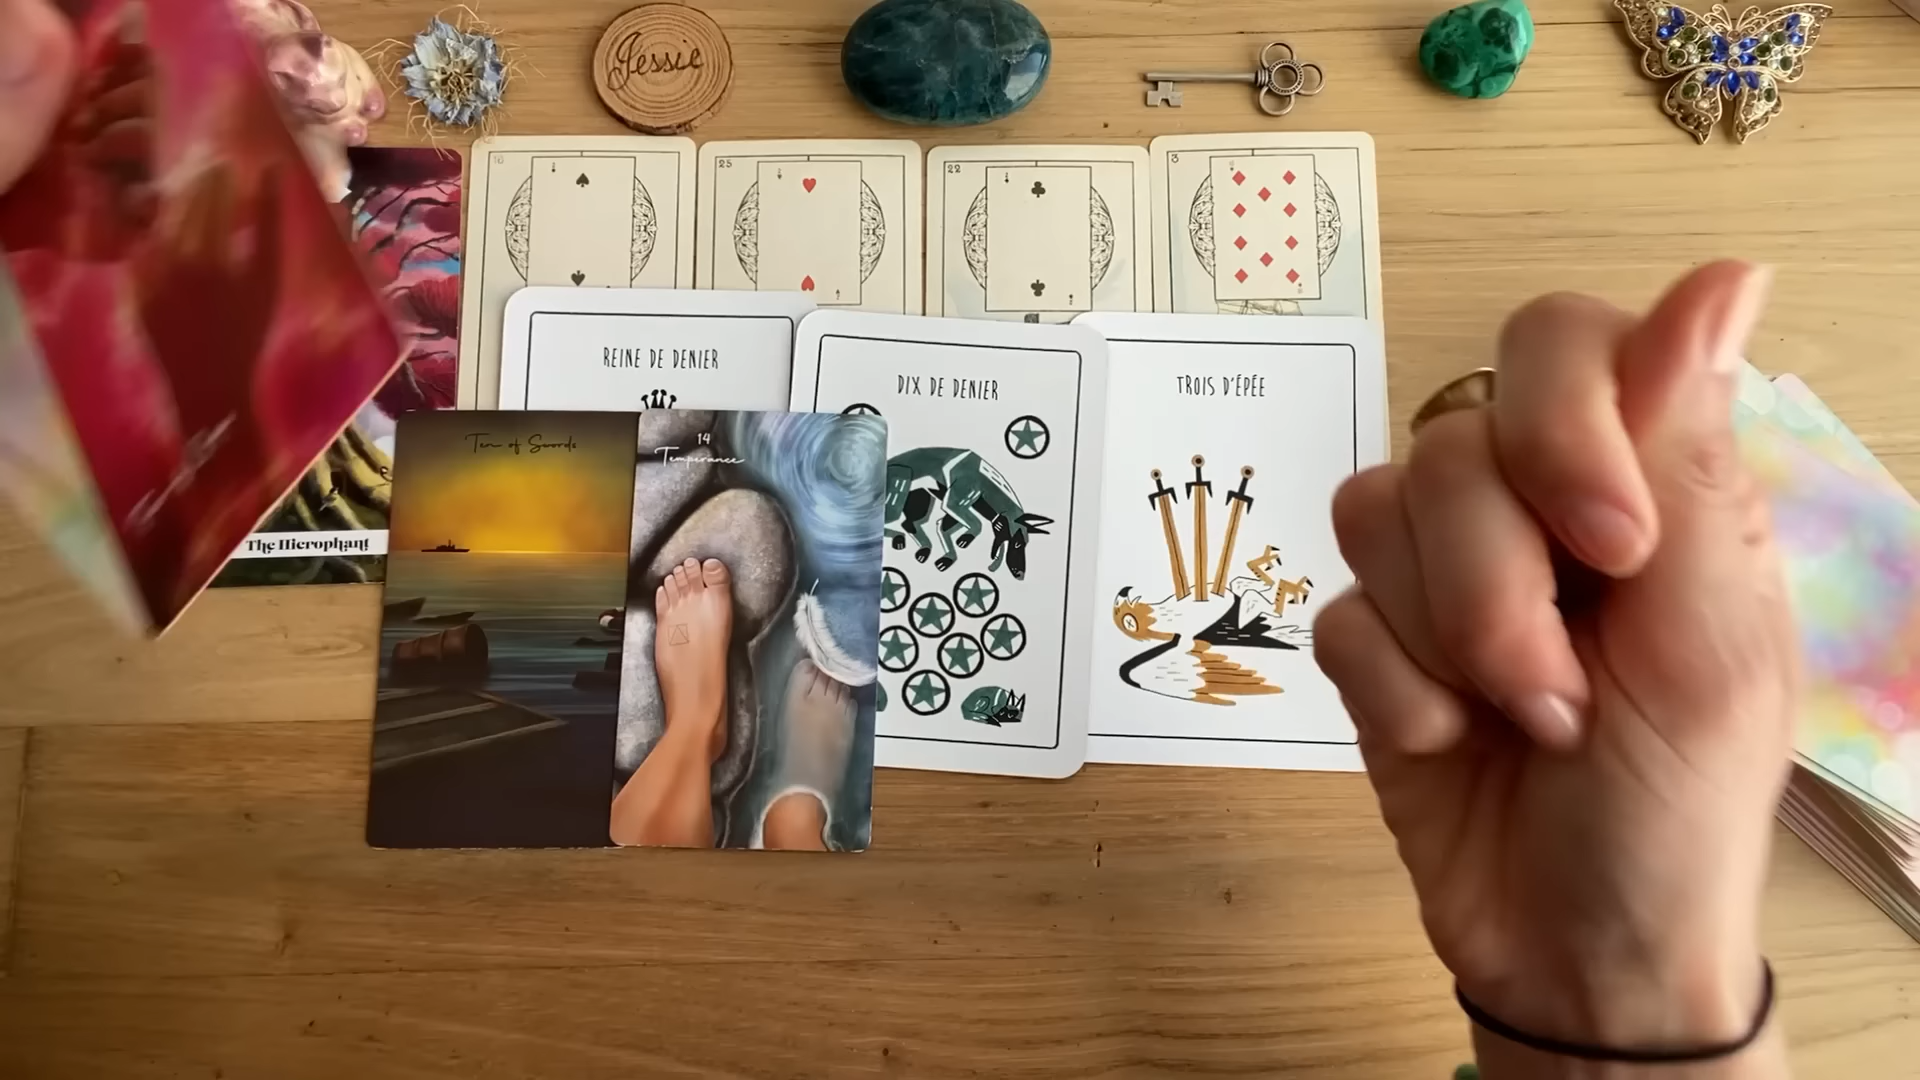 Jessie
16
25
22
3
REINE DE DENIER
DIX DE DENIER
TROIS D'ÉPÉE
Ten of Swords
14
Temperance
The Hierophant